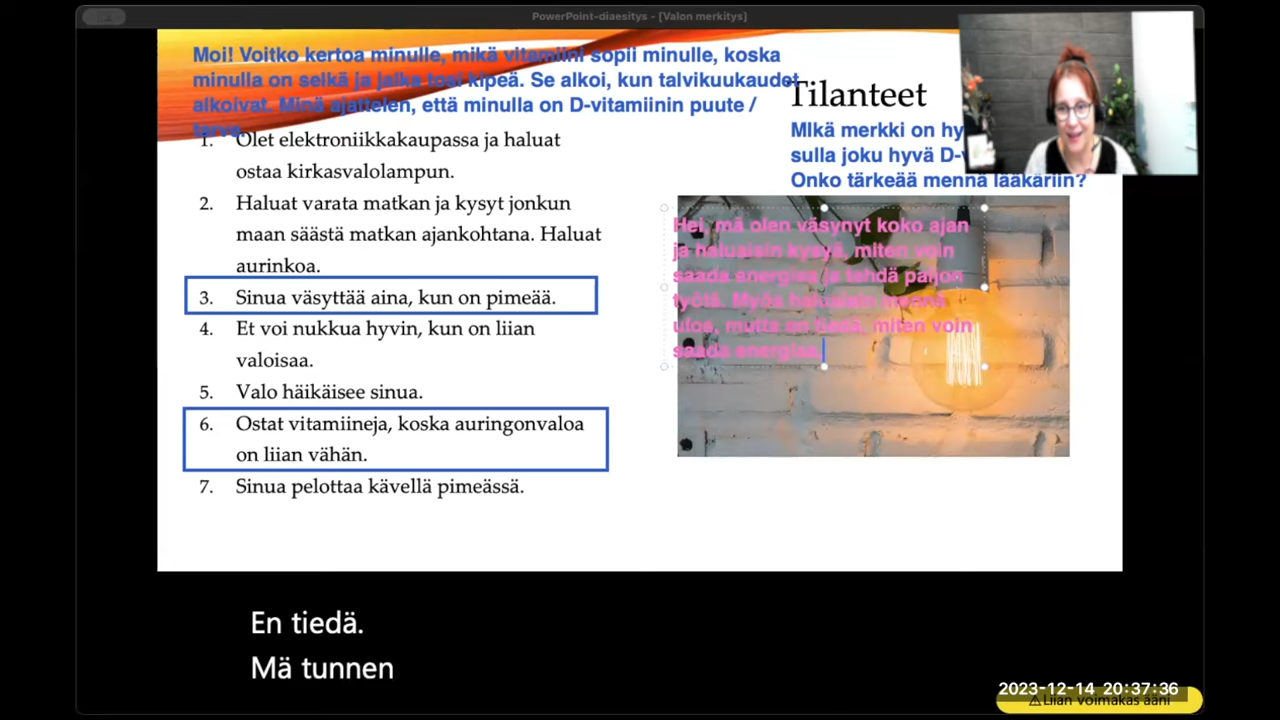 PowerPoint-diaesitys - [Valon merkitys]
Moi! Voitko kertoa minulle, mikä vitamiini sopii minulle, koska
minulla on selkä ja jalka tosi kipeä. Se alkoi, kun talvikuukaudet
alkoivat. Minä ajattelen, että minulla on D-vitamiinin puute /
tarve.
Tilanteet
MIkä merkki on hy
sulla joku hyvä D-v
Onko tärkeää mennä lääkäriin?
1. Olet elektroniikkakaupassa ja haluat
ostaa kirkasvalolampun.
2. Haluat varata matkan ja kysyt jonkun
maan säästä matkan ajankohtana. Haluat
aurinkoa.
3. Sinua väsyttää aina, kun on pimeää.
4. Et voi nukkua hyvin, kun on liian
valoisaa.
5. Valo häikäisee sinua.
6. Ostat vitamiineja, koska auringonvaloa
on liian vähän.
7. Sinua pelottaa kävellä pimeässä.
Hei, mä olen väsynyt koko ajan
ja haluaisin kysyä, miten voin
saada energiaa ja tehdä paljon
työtä. Myös haluaisin mennä
ulos, mutta en tiedä, miten voin
saada energiaa.
En tiedä.
Mä tunnen
2023-12-14 20:37:36
Liian voimakas ääni